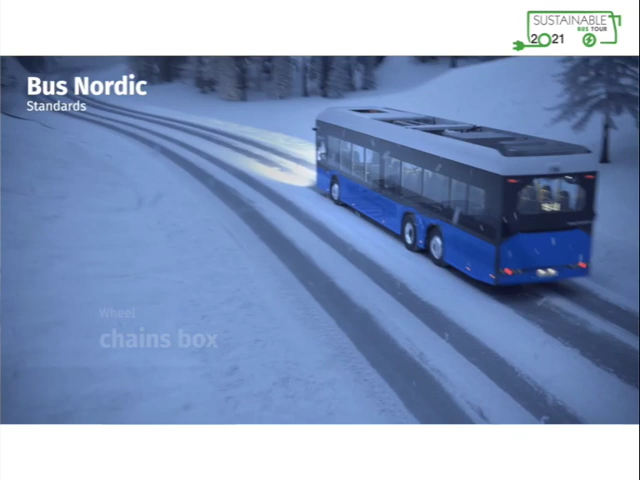 SUSTAINABLE
BUS TOUR
2021
Bus Nordic
Standards
Wheel
chains box